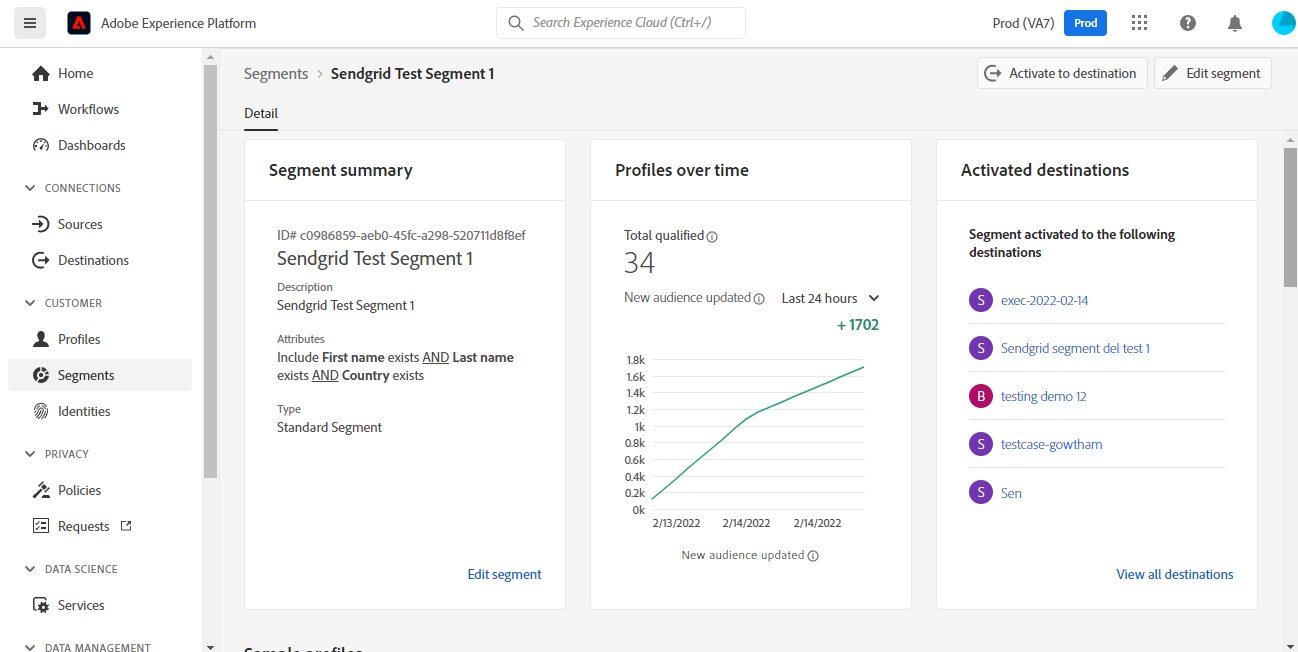 Adobe Experience Platform
Search Experience Cloud (Ctrl+/)
Prod (VA7)
Prod
Home
Workflows
Dashboards
CONNECTIONS
Sources
Destinations
CUSTOMER
Profiles
Segments
Identities
PRIVACY
Policies
Requests
DATA SCIENCE
Services
DATA MANAGEMENT
Segments > Sendgrid Test Segment 1
Activate to destination
Edit segment
Detail
Segment summary
ID# c0986859-aeb0-45fc-a298-520711d8f8ef
Sendgrid Test Segment 1
Description
Sendgrid Test Segment 1
Attributes
Include First name exists AND Last name
exists AND Country exists
Type
Standard Segment
Edit segment
Profiles over time
Total qualified
34
New audience updated
Last 24 hours
+ 1702
1.8k
1.6k
1.4k
1.2k
1k
0.8k
0.6k
0.4k
0.2k
0k
2/13/2022 2/14/2022 2/14/2022
New audience updated
Activated destinations
Segment activated to the following
destinations
S exec-2022-02-14
S Sendgrid segment del test 1
B testing demo 12
S testcase-gowtham
S Sen
View all destinations
Sample profiles